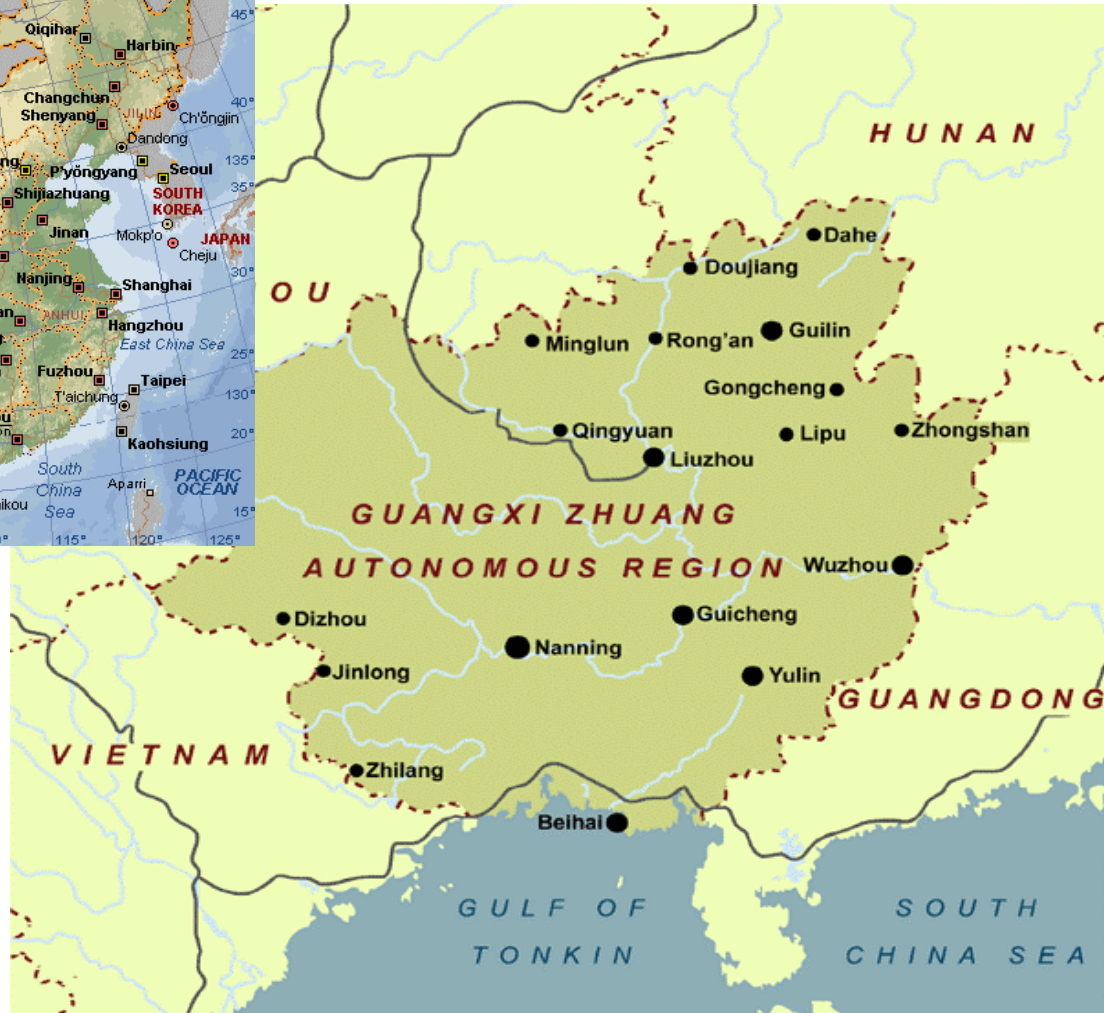 Qiqihar
Harbin
Changchun
Shenyang
JILIN
Ch'ŏngjin
Dandong
P'yŏngyang
Seoul
Shijiazhuang
SOUTH
KOREA
Jinan
Mokp'o
JAPAN
Cheju
Nanjing
Shanghai
ANHUI
Hangzhou
East China Sea
Fuzhou
Taipei
T'aichung
Kaohsiung
South
China
Sea
Aparri
PACIFIC
OCEAN
ikou
45°
40°
135°
35°
30°
25°
130°
20°
15°
115°
120°
125°
HUNAN
OU
Dahe
Doujiang
Minglun
Rong'an
Guilin
Gongcheng
Qingyuan
Lipu
Zhongshan
Liuzhou
GUANGXI ZHUANG
AUTONOMOUS REGION
Wuzhou
Dizhou
Guicheng
Nanning
Jinlong
Yulin
GUANGDONG
VIETNAM
Zhilang
Beihai
GULF OF
TONKIN
SOUTH
CHINA SEA